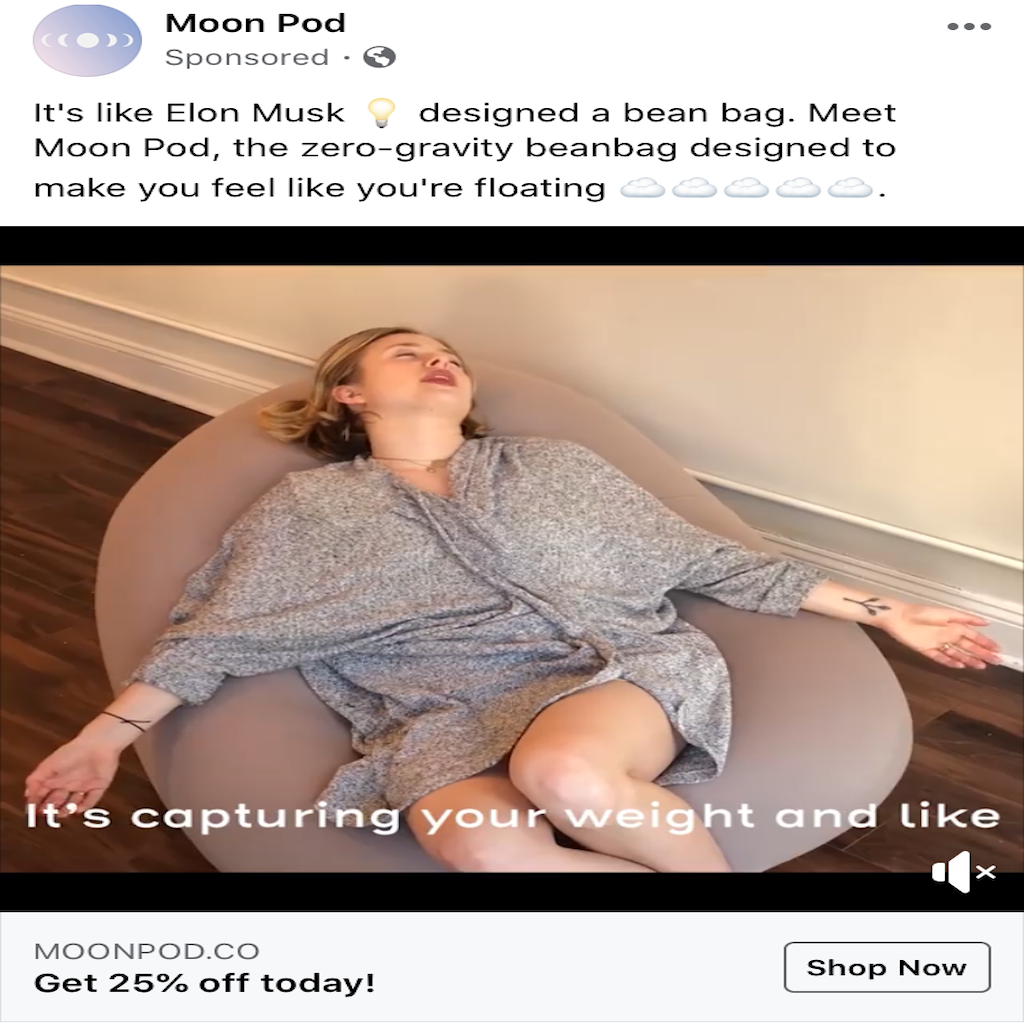 Moon Pod
Sponsored ·
It's like Elon Musk 💡 designed a bean bag. Meet
Moon Pod, the zero-gravity beanbag designed to
make you feel like you're floating ☁️☁️☁️☁️☁️.
It's capturing your weight and like
MOONPOD.CO
Get 25% off today!
Shop Now